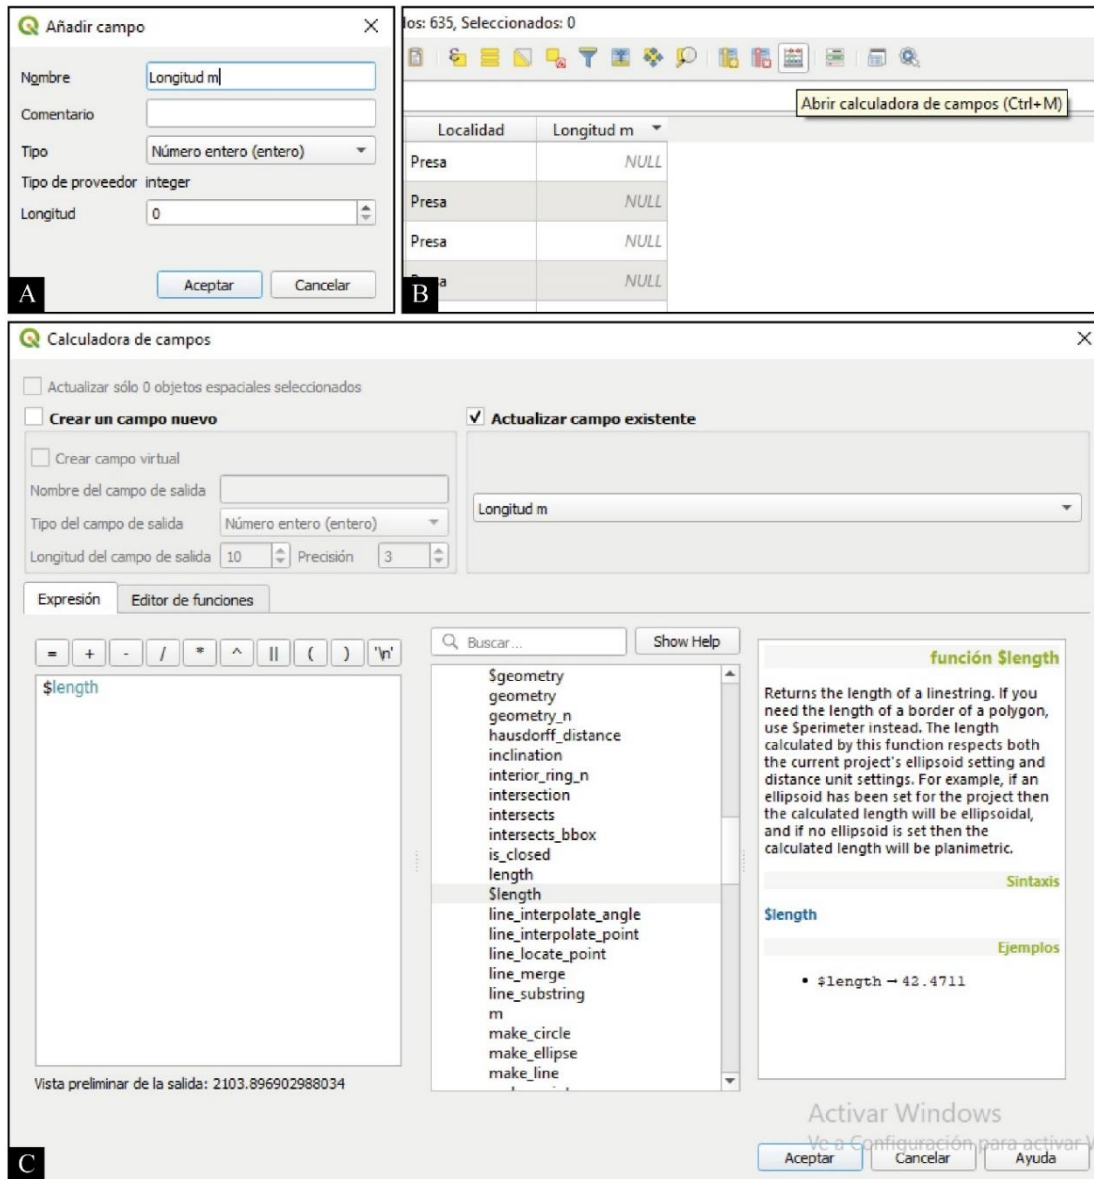 Añadir campo
Nombre
Longitud m
Comentario
Tipo
Número entero (entero)
Tipo de proveedor integer
Longitud
0
Aceptar
Cancelar
A
los: 635, Seleccionados: 0
Abrir calculadora de campos (Ctrl+M)
Localidad
Longitud m
Presa
NULL
Presa
NULL
Presa
NULL
NULL
B
Calculadora de campos
Actualizar sólo 0 objetos espaciales seleccionados
Crear un campo nuevo
Actualizar campo existente
Crear campo virtual
Nombre del campo de salida
Longitud m
Tipo del campo de salida
Número entero (entero)
Longitud del campo de salida
10
Precisión
3
Expresión
Editor de funciones
= + - / * ^ || ( ) '\n'
$length
Buscar...
Show Help
$geometry
geometry
geometry_n
hausdorff_distance
inclination
interior_ring_n
intersection
intersects
intersects_bbox
is_closed
length
$length
line_interpolate_angle
line_interpolate_point
line_locate_point
line_merge
line_substring
m
make_circle
make_ellipse
make_line
función $length
Returns the length of a linestring. If you
need the length of a border of a polygon,
use $perimeter instead. The length
calculated by this function respects both
the current project's ellipsoid setting and
distance unit settings. For example, if an
ellipsoid has been set for the project then
the calculated length will be ellipsoidal,
and if no ellipsoid is set then the
calculated length will be planimetric.
Sintaxis
$length
Ejemplos
• $length → 42.4711
Vista preliminar de la salida: 2103.896902988034
Activar Windows
Ve a Configuración para activar
Aceptar
Cancelar
Ayuda
C